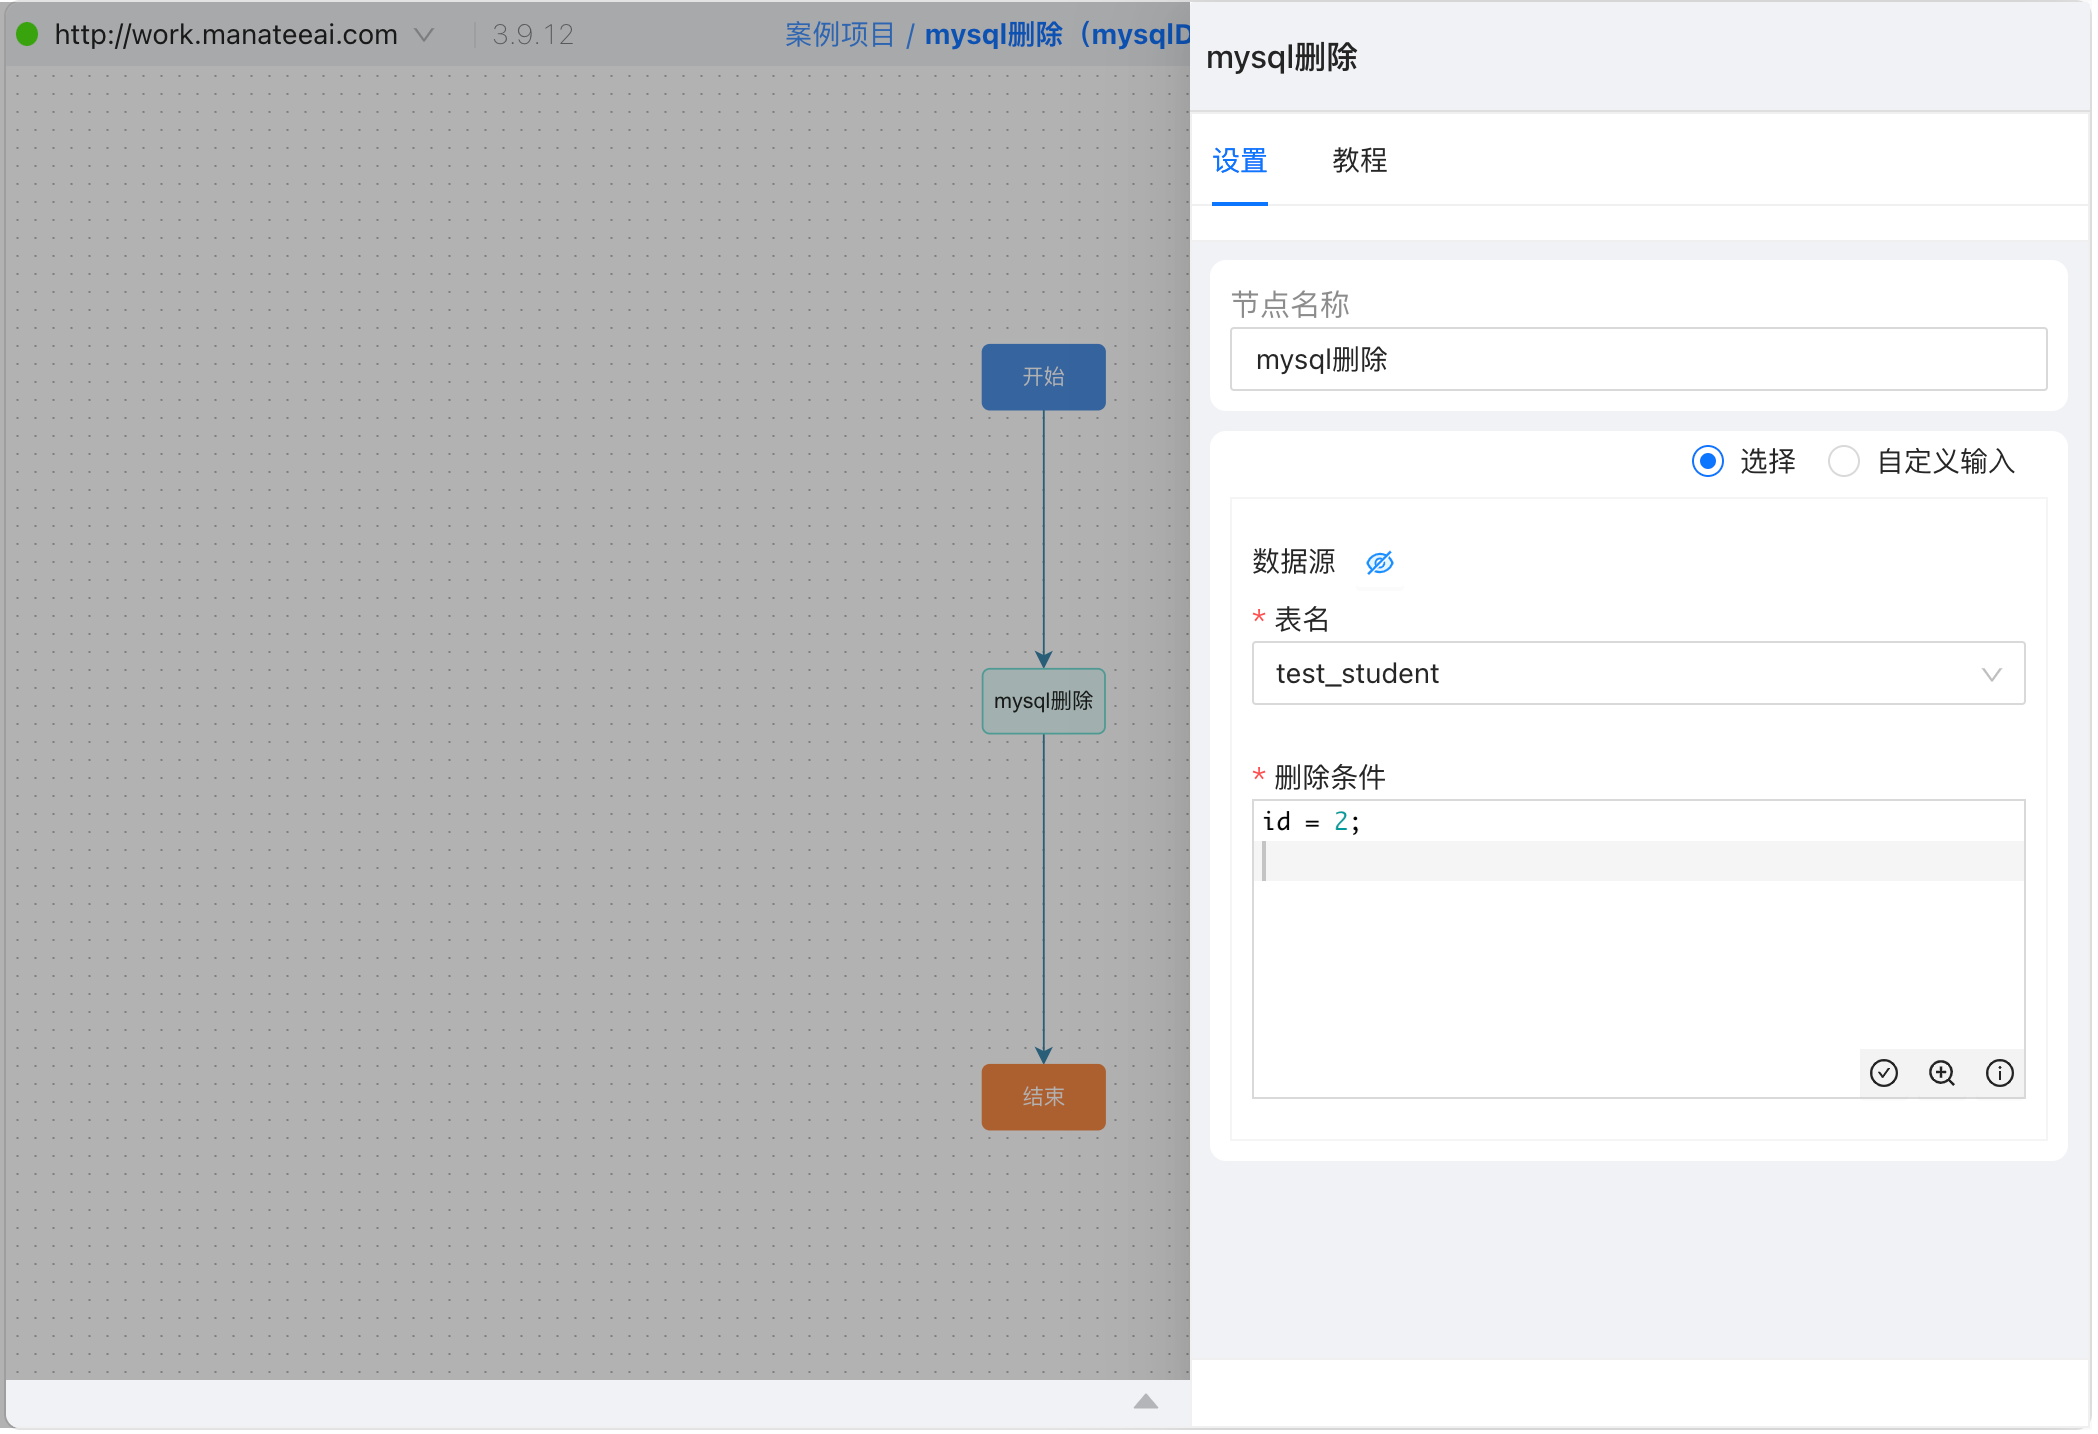 http://work.manateeai.com
3.9.12
案例项目 / mysql删除（mysqlD
开始
mysql删除
结束
mysql删除
设置 教程
节点名称
mysql删除
选择 自定义输入
数据源
* 表名
test_student
* 删除条件
id = 2;